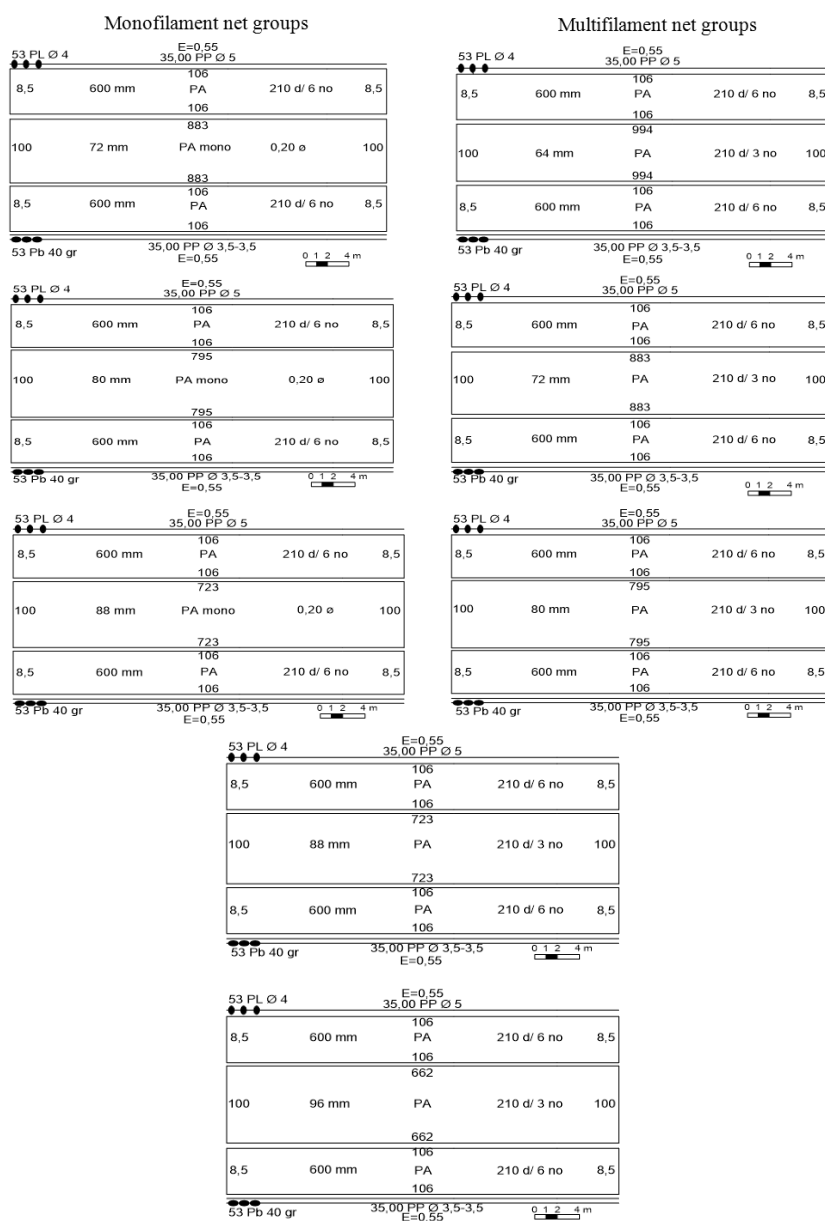 Monofilament net groups
53 PL Ø 4
E=0,55
35,00 PP Ø 5
106
8,5 600 mm PA 210 d/ 6 no 8,5
106
883
100 72 mm PA mono 0,20 ø 100
883
106
8,5 600 mm PA 210 d/ 6 no 8,5
106
53 Pb 40 gr
35,00 PP Ø 3,5-3,5
E=0,55
0 1 2 4 m
E=0,55
53 PL Ø 4
35,00 PP Ø 5
106
8,5 600 mm PA 210 d/ 6 no 8,5
106
795
100 80 mm PA mono 0,20 ø 100
795
106
8,5 600 mm PA 210 d/ 6 no 8,5
106
53 Pb 40 gr
35,00 PP Ø 3,5-3,5
E=0,55
0 1 2 4 m
E=0,55
53 PL Ø 4
35,00 PP Ø 5
106
8,5 600 mm PA 210 d/ 6 no 8,5
106
723
100 88 mm PA mono 0,20 ø 100
723
106
8,5 600 mm PA 210 d/ 6 no 8,5
106
53 Pb 40 gr
35,00 PP Ø 3,5-3,5
E=0,55
0 1 2 4 m
Multifilament net groups
E=0,55
53 PL Ø 4
35,00 PP Ø 5
106
8,5 600 mm PA 210 d/ 6 no 8,5
106
994
100 64 mm PA 210 d/ 3 no 100
994
106
8,5 600 mm PA 210 d/ 6 no 8,5
106
53 Pb 40 gr
35,00 PP Ø 3,5-3,5
E=0,55
0 1 2 4 m
E=0,55
53 PL Ø 4
35,00 PP Ø 5
106
8,5 600 mm PA 210 d/ 6 no 8,5
106
883
100 72 mm PA 210 d/ 3 no 100
883
106
8,5 600 mm PA 210 d/ 6 no 8,5
106
53 Pb 40 gr
35,00 PP Ø 3,5-3,5
E=0,55
0 1 2 4 m
E=0,55
53 PL Ø 4
35,00 PP Ø 5
106
8,5 600 mm PA 210 d/ 6 no 8,5
106
795
100 80 mm PA 210 d/ 3 no 100
795
106
8,5 600 mm PA 210 d/ 6 no 8,5
106
53 Pb 40 gr
35,00 PP Ø 3,5-3,5
E=0,55
0 1 2 4 m
E=0,55
53 PL Ø 4
35,00 PP Ø 5
106
8,5 600 mm PA 210 d/ 6 no 8,5
106
723
100 88 mm PA 210 d/ 3 no 100
723
106
8,5 600 mm PA 210 d/ 6 no 8,5
106
53 Pb 40 gr
35,00 PP Ø 3,5-3,5
E=0,55
0 1 2 4 m
E=0,55
53 PL Ø 4
35,00 PP Ø 5
106
8,5 600 mm PA 210 d/ 6 no 8,5
106
662
100 96 mm PA 210 d/ 3 no 100
662
106
8,5 600 mm PA 210 d/ 6 no 8,5
106
53 Pb 40 gr
35,00 PP Ø 3,5-3,5
E=0,55
0 1 2 4 m